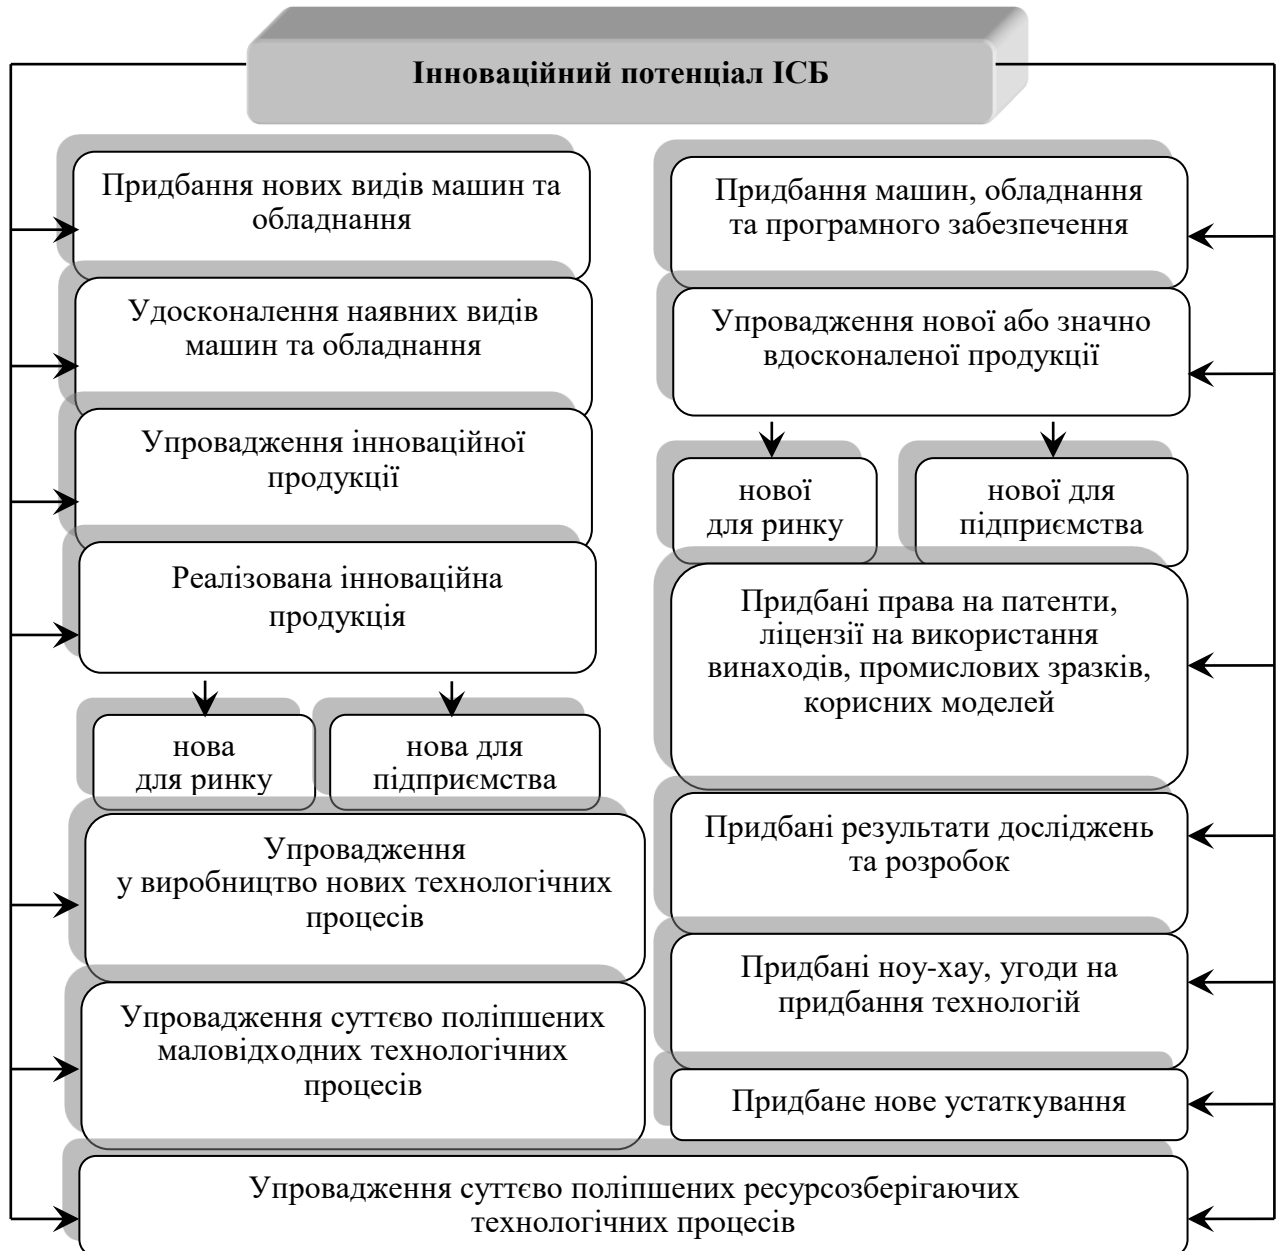 Інноваційний потенціал ІСБ
Придбання нових видів машин та
обладнання
Удосконалення наявних видів
машин та обладнання
Упровадження інноваційної
продукції
Реалізована інноваційна
продукція
нова
для ринку
нова для
підприємства
Упровадження
у виробництво нових технологічних
процесів
Упровадження суттєво поліпшених
маловідходних технологічних
процесів
Придбання машин, обладнання
та програмного забезпечення
Упровадження нової або значно
вдосконаленої продукції
нової
для ринку
нової для
підприємства
Придбані права на патенти,
ліцензії на використання
винаходів, промислових зразків,
корисних моделей
Придбані результати досліджень
та розробок
Придбані ноу-хау, угоди на
придбання технологій
Придбане нове устаткування
Упровадження суттєво поліпшених ресурсозберігаючих
технологічних процесів